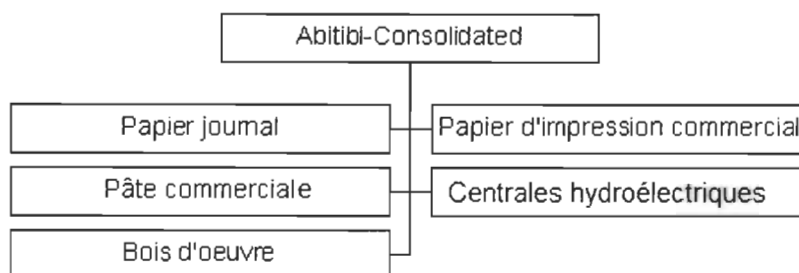 Abitibi-Consolidated
Papier journal
Papier d'impression commercial
Pâte commerciale
Centrales hydroélectriques
Bois d'oeuvre